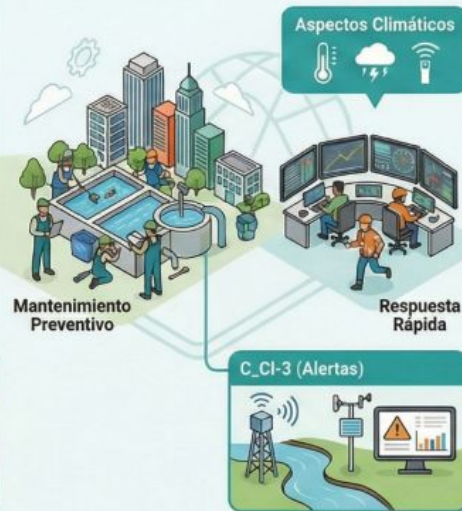 Aspectos Climáticos
Mantenimiento
Preventivo
Respuesta
Rápida
C_CI-3 (Alertas)